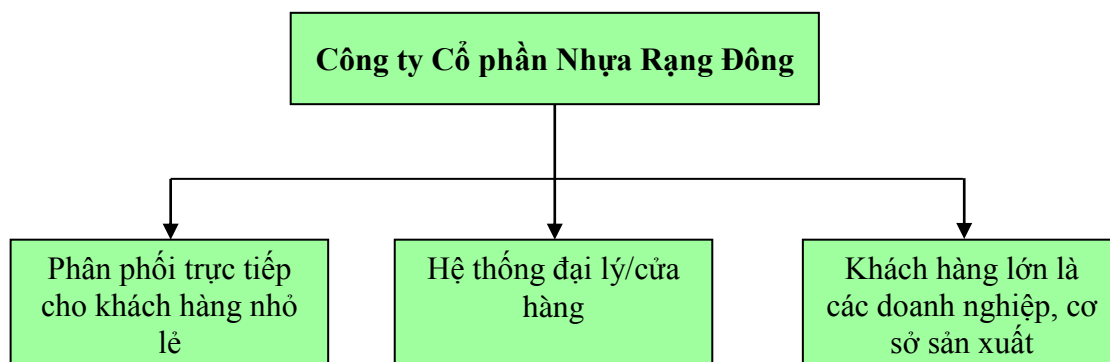 Công ty Cổ phần Nhựa Rạng Đông
Phân phối trực tiếp
cho khách hàng nhỏ
lẻ
Hệ thống đại lý/cửa
hàng
Khách hàng lớn là
các doanh nghiệp, cơ
sở sản xuất